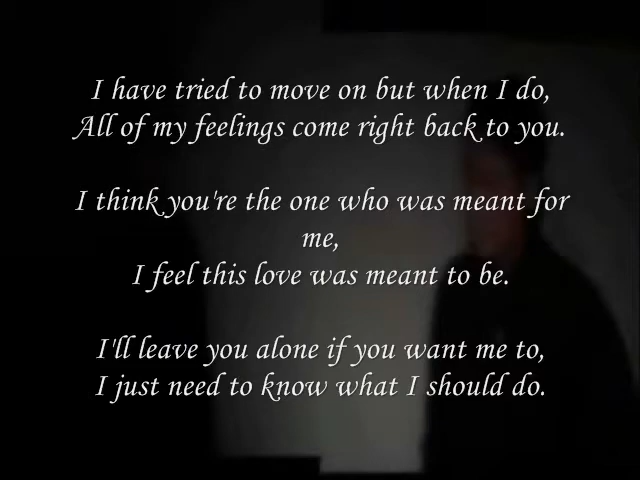 I have tried to move on but when I do,
All of my feelings come right back to you.
I think you're the one who was meant for
me,
I feel this love was meant to be.
I'll leave you alone if you want me to,
I just need to know what I should do.